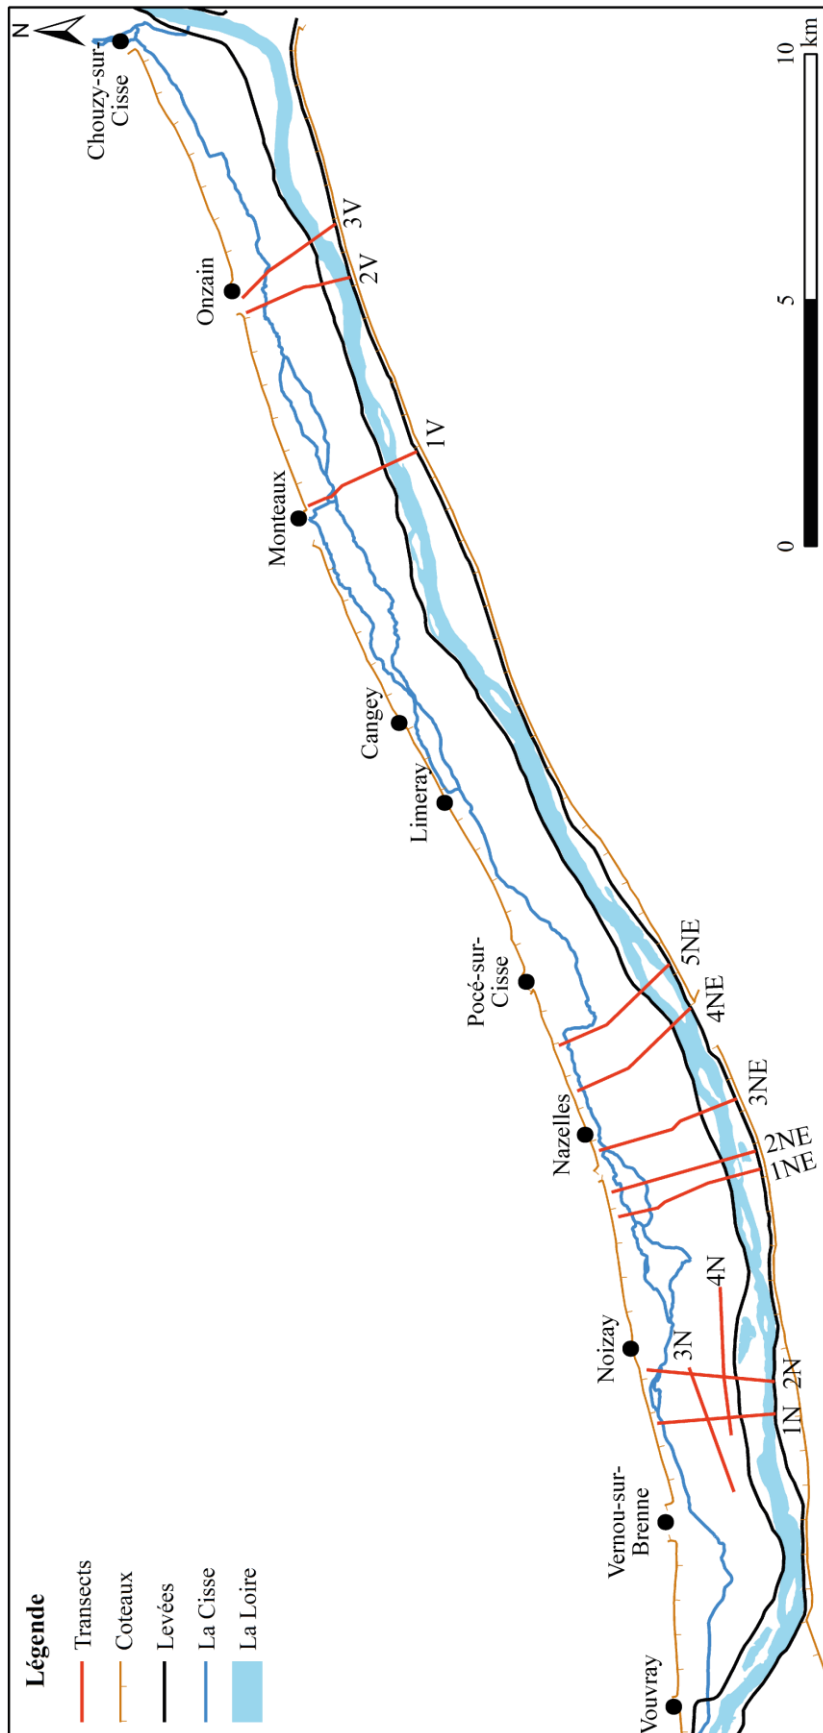 Légende
Transects
Coteaux
Levées
La Cisse
La Loire
N
Chouzy-sur-
Cisse
Onzain
Monteaux
Cangey
Limeray
Pocé-sur-
Cisse
Nazelles
Noizay
Vernou-sur-
Brenne
Vouvray
3V
2V
1V
5NE
4NE
3NE
2NE
1NE
4N
3N
2N
1N
0
5
10
km